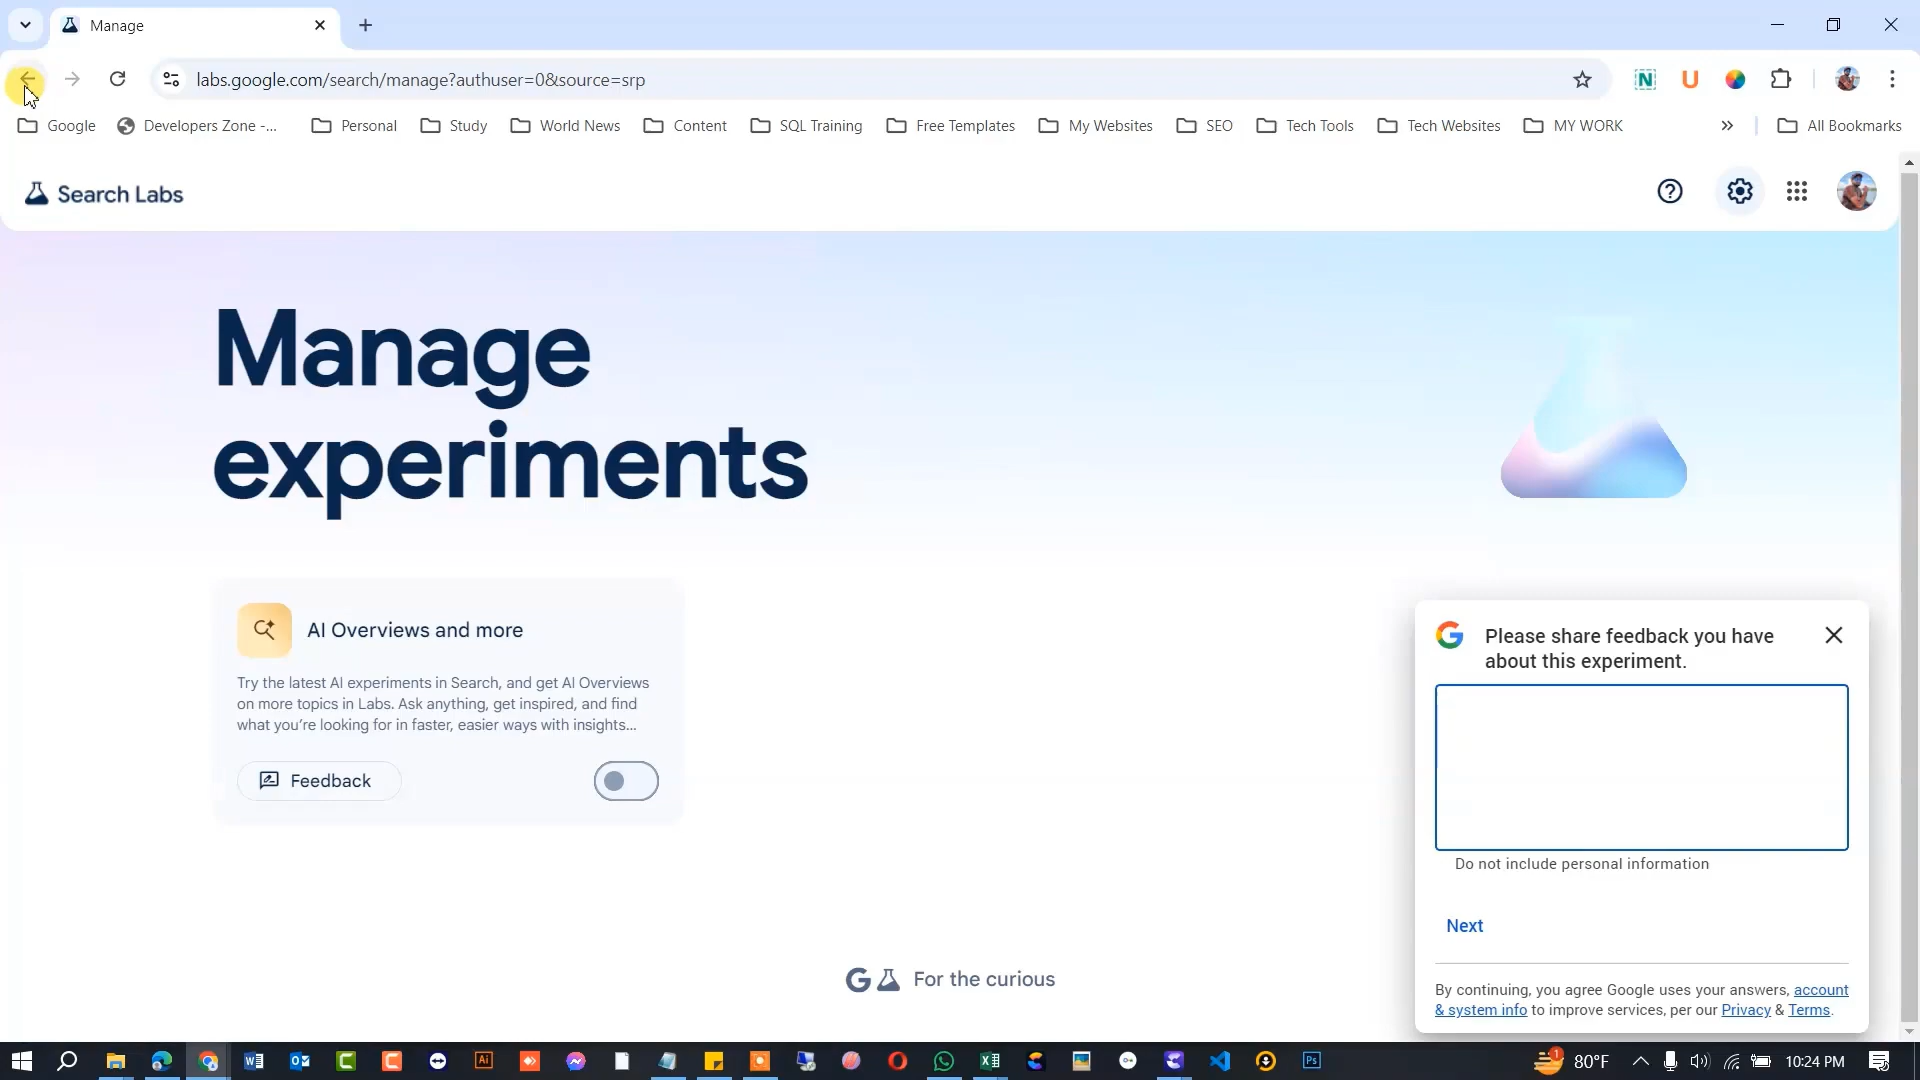 Manage
labs.google.com/search/manage?authuser=0&source=srp
Google
Developers Zone -...
Personal
Study
World News
Content
SQL Training
Free Templates
My Websites
SEO
Tech Tools
Tech Websites
MY WORK
All Bookmarks
Search Labs
Manage
experiments
AI Overviews and more
Try the latest AI experiments in Search, and get AI Overviews
on more topics in Labs. Ask anything, get inspired, and find
what you're looking for in faster, easier ways with insights...
Feedback
Please share feedback you have
about this experiment.
Do not include personal information
Next
By continuing, you agree Google uses your answers, account
& system info to improve services, per our Privacy & Terms.
For the curious
80°F
10:24 PM